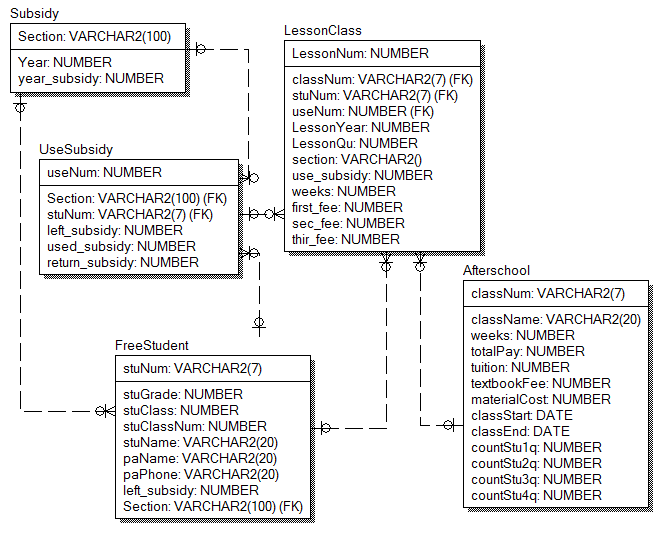 Subsidy
Section: VARCHAR2(100)
Year: NUMBER
year_subsidy: NUMBER
LessonClass
LessonNum: NUMBER
classNum: VARCHAR2(7) (FK)
stuNum: VARCHAR2(7) (FK)
useNum: NUMBER (FK)
LessonYear: NUMBER
LessonQu: NUMBER
section: VARCHAR2()
use_subsidy: NUMBER
weeks: NUMBER
first_fee: NUMBER
sec_fee: NUMBER
thir_fee: NUMBER
UseSubsidy
useNum: NUMBER
Section: VARCHAR2(100) (FK)
stuNum: VARCHAR2(7) (FK)
left_subsidy: NUMBER
used_subsidy: NUMBER
return_subsidy: NUMBER
Afterschool
classNum: VARCHAR2(7)
className: VARCHAR2(20)
weeks: NUMBER
totalPay: NUMBER
tuition: NUMBER
textbookFee: NUMBER
materialCost: NUMBER
classStart: DATE
classEnd: DATE
countStu1q: NUMBER
countStu2q: NUMBER
countStu3q: NUMBER
countStu4q: NUMBER
FreeStudent
stuNum: VARCHAR2(7)
stuGrade: NUMBER
stuClass: NUMBER
stuClassNum: NUMBER
stuName: VARCHAR2(20)
paName: VARCHAR2(20)
paPhone: VARCHAR2(20)
left_subsidy: NUMBER
Section: VARCHAR2(100) (FK)